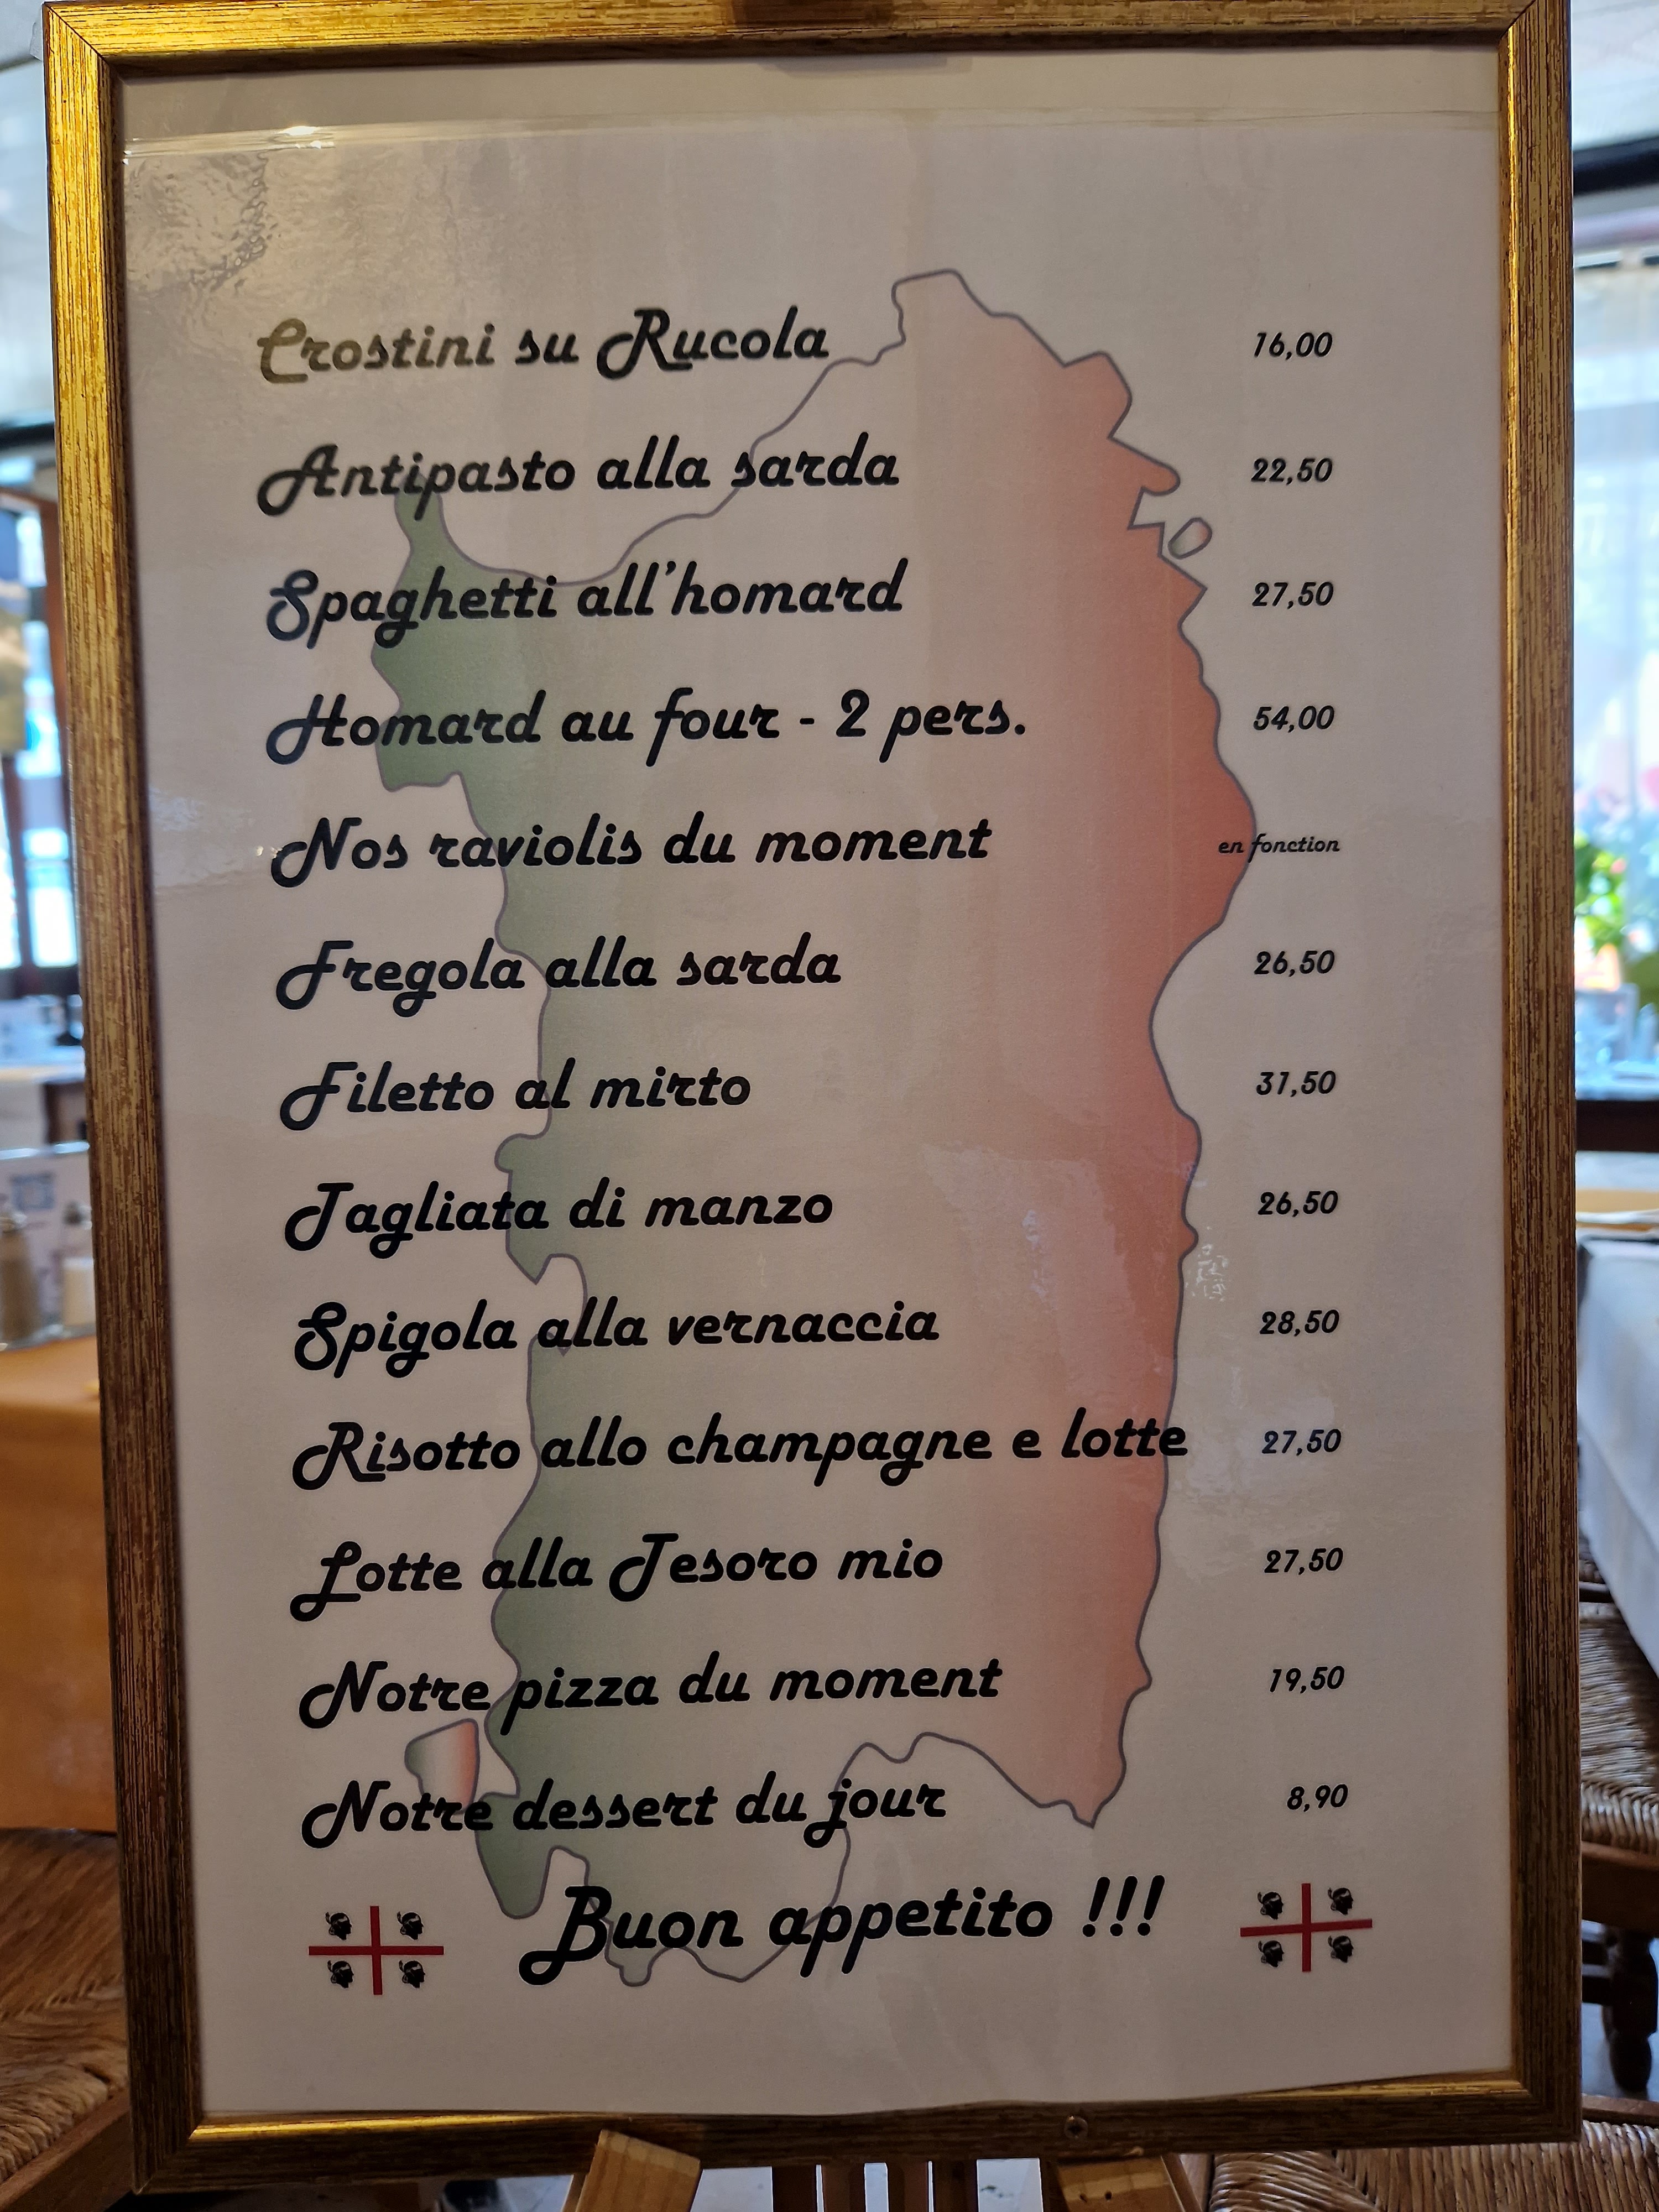 Crostini su Rucola 16,00
Antipasto alla sarda 22,50
Spaghetti all'homard 27,50
Homard au four - 2 pers. 54,00
Nos raviolis du moment en fonction
Fregola alla sarda 26,50
Filetto al mirto 31,50
Tagliata di manzo 26,50
Spigola alla vernaccia 28,50
Risotto allo champagne e lotte 27,50
Lotte alla Tesoro mio 27,50
Notre pizza du moment 19,50
Notre dessert du jour 8,90
Buon appetito !!!